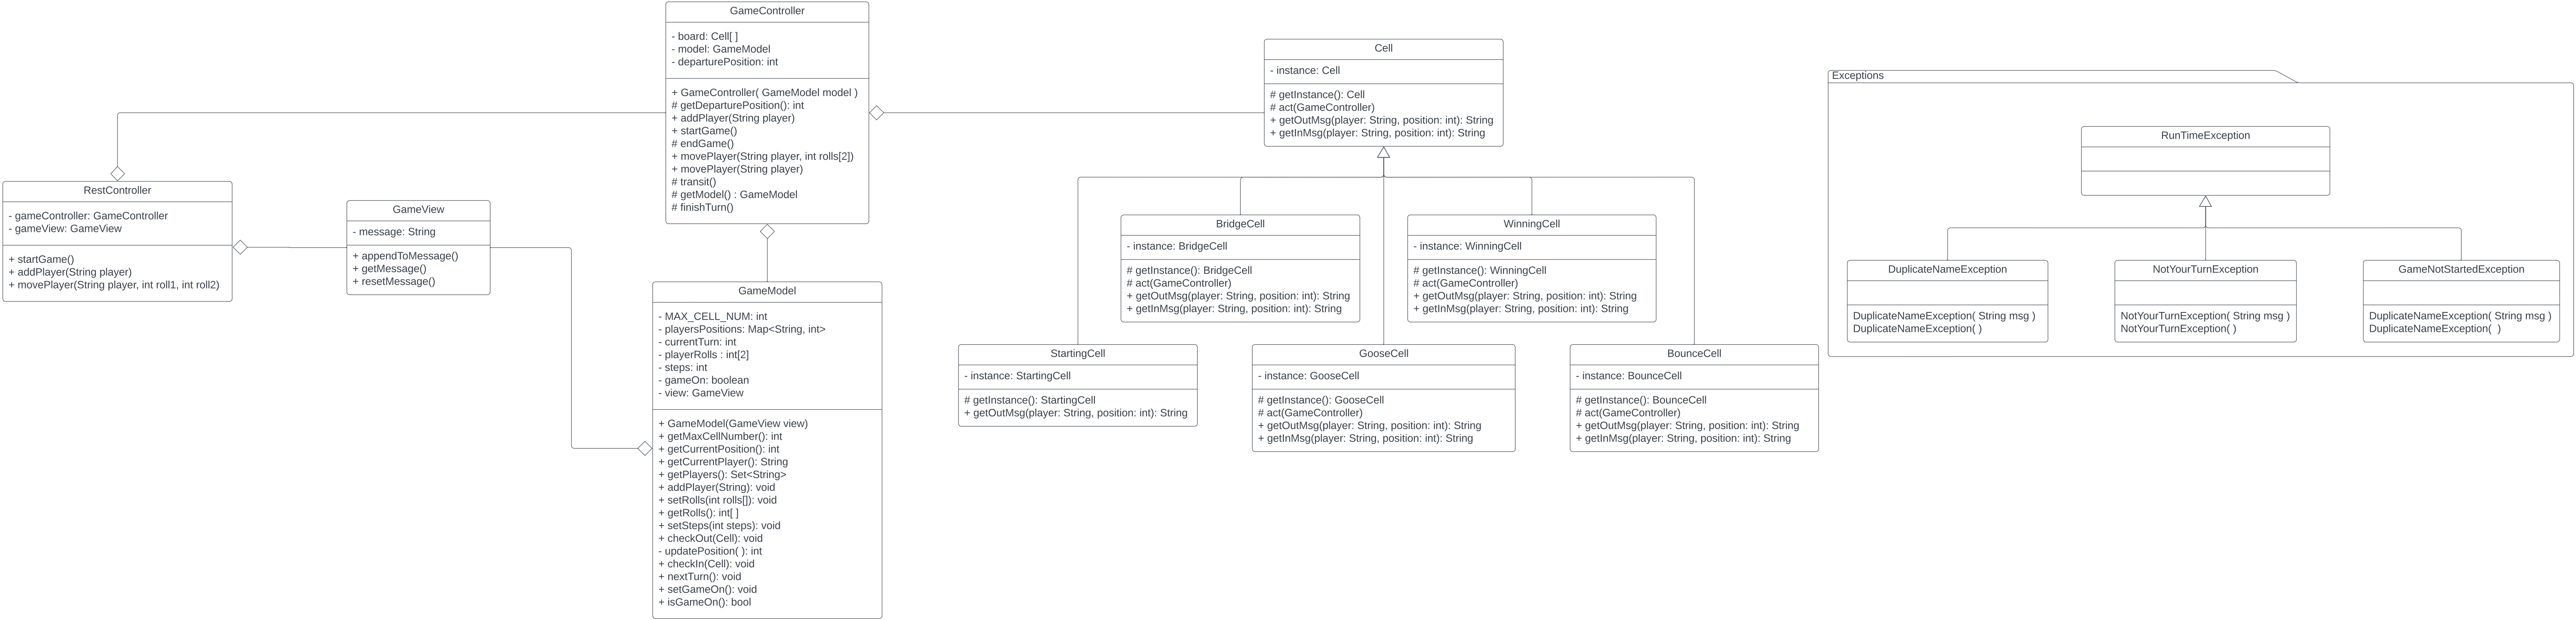 GameController
- board: Cell[ ]
- model: GameModel
- departurePosition: int
+ GameController( GameModel model )
# getDeparturePosition(): int
+ addPlayer(String player)
+ startGame()
# endGame()
+ movePlayer(String player, int rolls[2])
+ movePlayer(String player)
# transit()
# getModel() : GameModel
# finishTurn()
RestController
- gameController: GameController
- gameView: GameView
+ startGame()
+ addPlayer(String player)
+ movePlayer(String player, int roll1, int roll2)
GameView
- message: String
+ appendToMessage()
+ getMessage()
+ resetMessage()
GameModel
- MAX_CELL_NUM: int
- playersPositions: Map<String, int>
- currentTurn: int
- playerRolls : int[2]
- steps: int
- gameOn: boolean
- view: GameView
+ GameModel(GameView view)
+ getMaxCellNumber(): int
+ getCurrentPosition(): int
+ getCurrentPlayer(): String
+ getPlayers(): Set<String>
+ addPlayer(String): void
+ setRolls(int rolls[]): void
+ getRolls(): int[ ]
+ setSteps(int steps): void
+ checkOut(Cell): void
- updatePosition( ): int
+ checkIn(Cell): void
+ nextTurn(): void
+ setGameOn(): void
+ isGameOn(): bool
Cell
- instance: Cell
# getInstance(): Cell
# act(GameController)
+ getOutMsg(player: String, position: int): String
+ getInMsg(player: String, position: int): String
BridgeCell
- instance: BridgeCell
# getInstance(): BridgeCell
# act(GameController)
+ getOutMsg(player: String, position: int): String
+ getInMsg(player: String, position: int): String
WinningCell
- instance: WinningCell
# getInstance(): WinningCell
# act(GameController)
+ getOutMsg(player: String, position: int): String
+ getInMsg(player: String, position: int): String
StartingCell
- instance: StartingCell
# getInstance(): StartingCell
+ getOutMsg(player: String, position: int): String
GooseCell
- instance: GooseCell
# getInstance(): GooseCell
# act(GameController)
+ getOutMsg(player: String, position: int): String
+ getInMsg(player: String, position: int): String
BounceCell
- instance: BounceCell
# getInstance(): BounceCell
# act(GameController)
+ getOutMsg(player: String, position: int): String
+ getInMsg(player: String, position: int): String
Exceptions
RunTimeException
DuplicateNameException
DuplicateNameException( String msg )
DuplicateNameException( )
NotYourTurnException
NotYourTurnException( String msg )
NotYourTurnException( )
GameNotStartedException
DuplicateNameException( String msg )
DuplicateNameException(  )